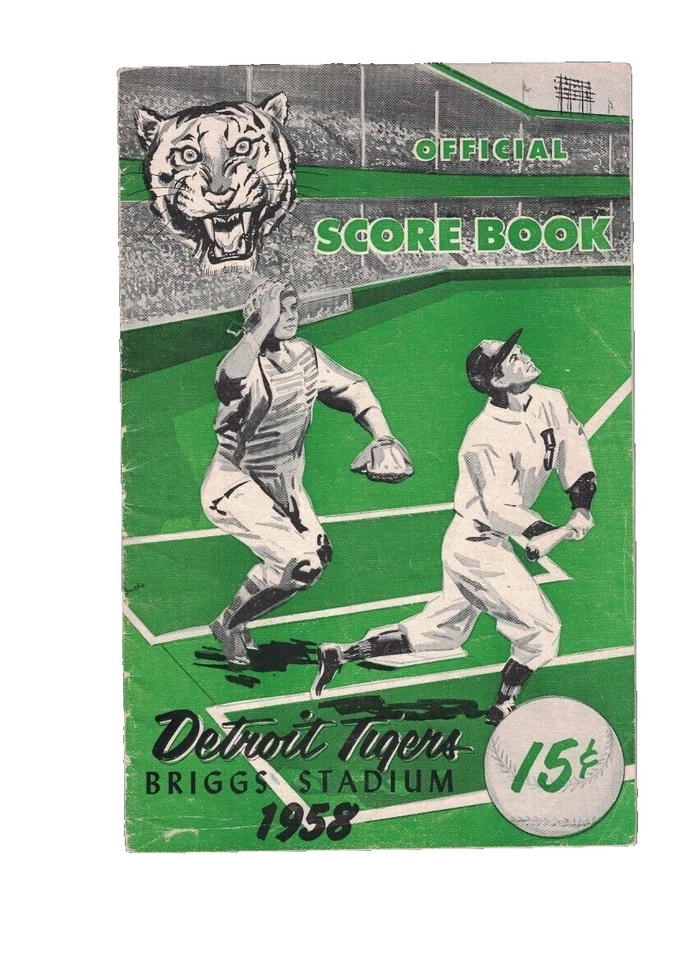 OFFICIAL
SCORE BOOK
Detroit Tigers
BRIGGS STADIUM
1958
15¢